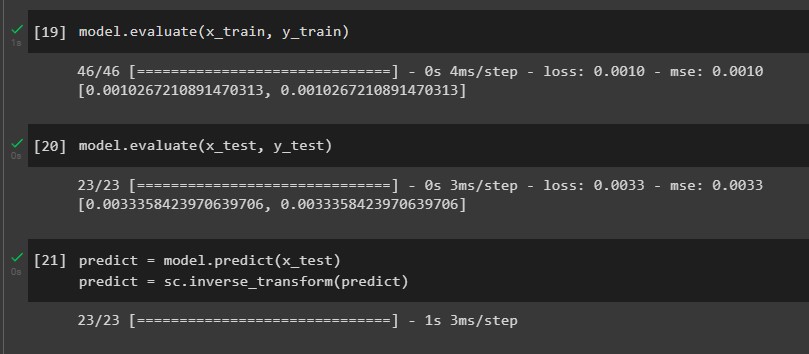 [19] model.evaluate(x_train, y_train)
1s
46/46 [==============================] - 0s 4ms/step - loss: 0.0010 - mse: 0.0010
[0.0010267210891470313, 0.0010267210891470313]
[20] model.evaluate(x_test, y_test)
0s
23/23 [==============================] - 0s 3ms/step - loss: 0.0033 - mse: 0.0033
[0.0033358423970639706, 0.0033358423970639706]
[21] predict = model.predict(x_test)
0s
predict = sc.inverse_transform(predict)
23/23 [==============================] - 1s 3ms/step